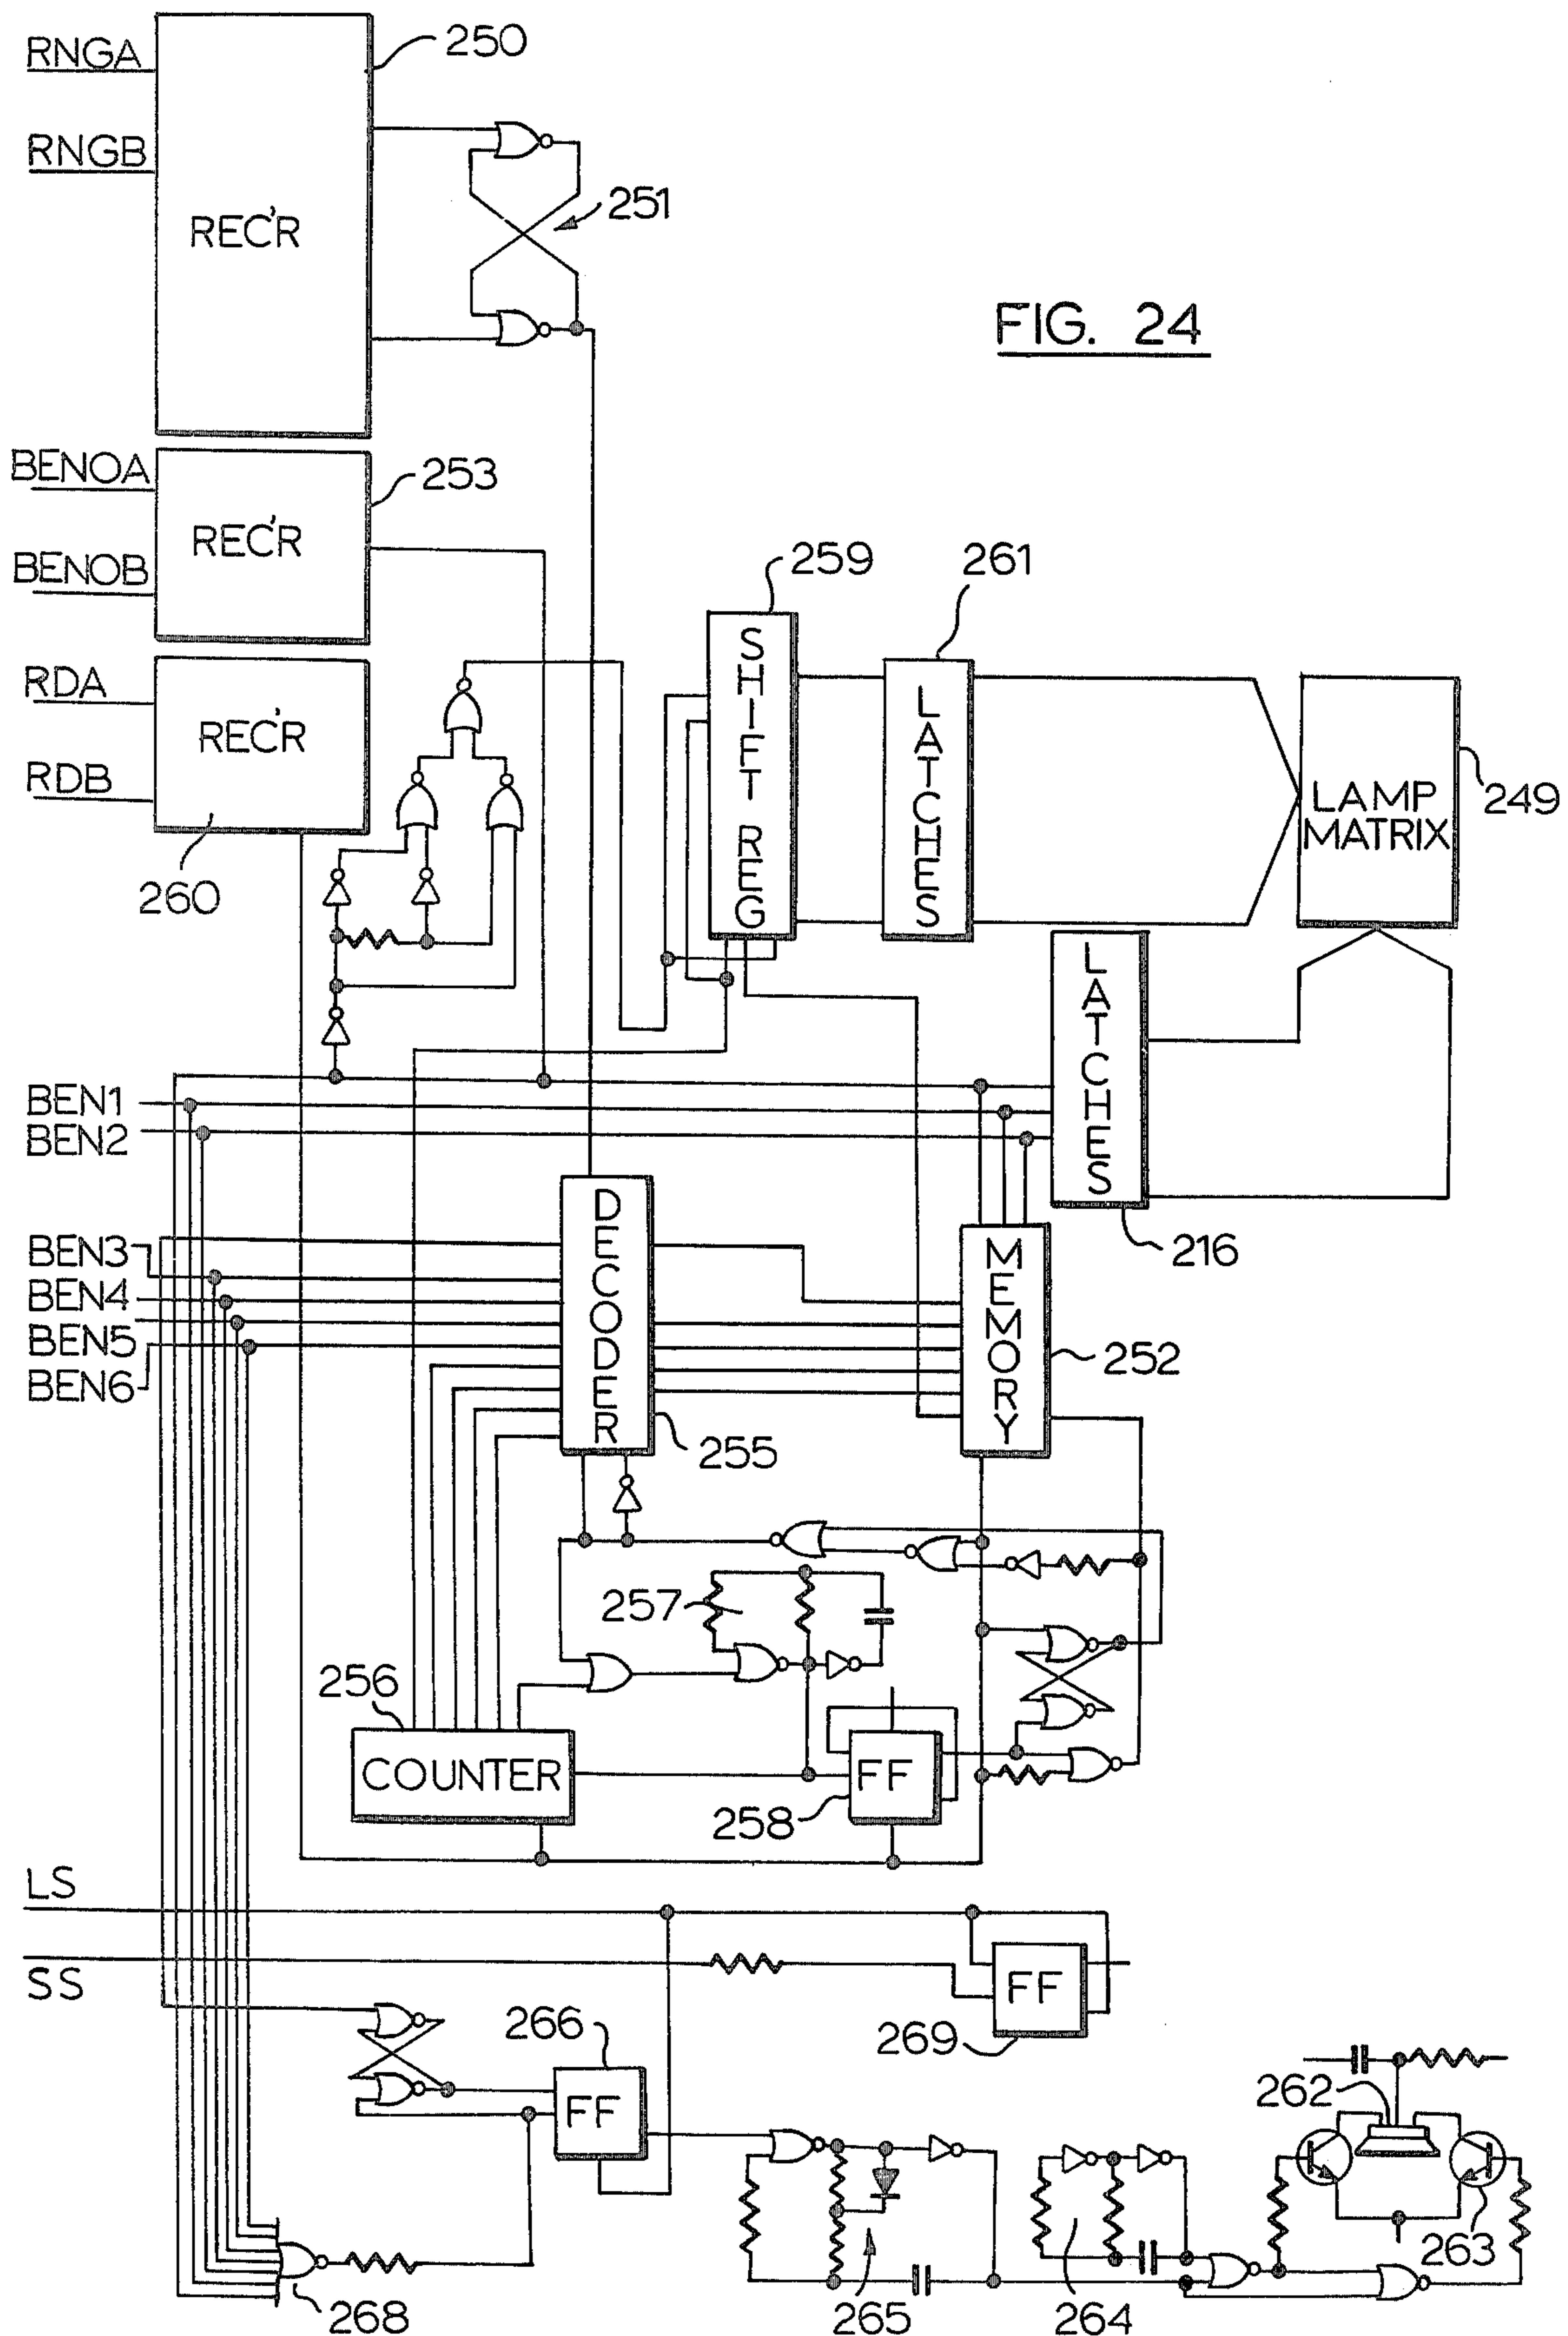 RNGA
250
RNGB
REC'R
251
FIG. 24
BENOA
253
REC'R
BENOB
259
261
RDA
REC'R
RDB
SHIFT REG
LATCHES
LAMP
MATRIX
249
260
LATCHES
BEN1
BEN2
DECODER
216
BEN3
MEMORY
BEN4
BEN5
252
BEN6
255
257
256
COUNTER
FF
258
LS
SS
FF
266
269
FF
262
263
268
265
264